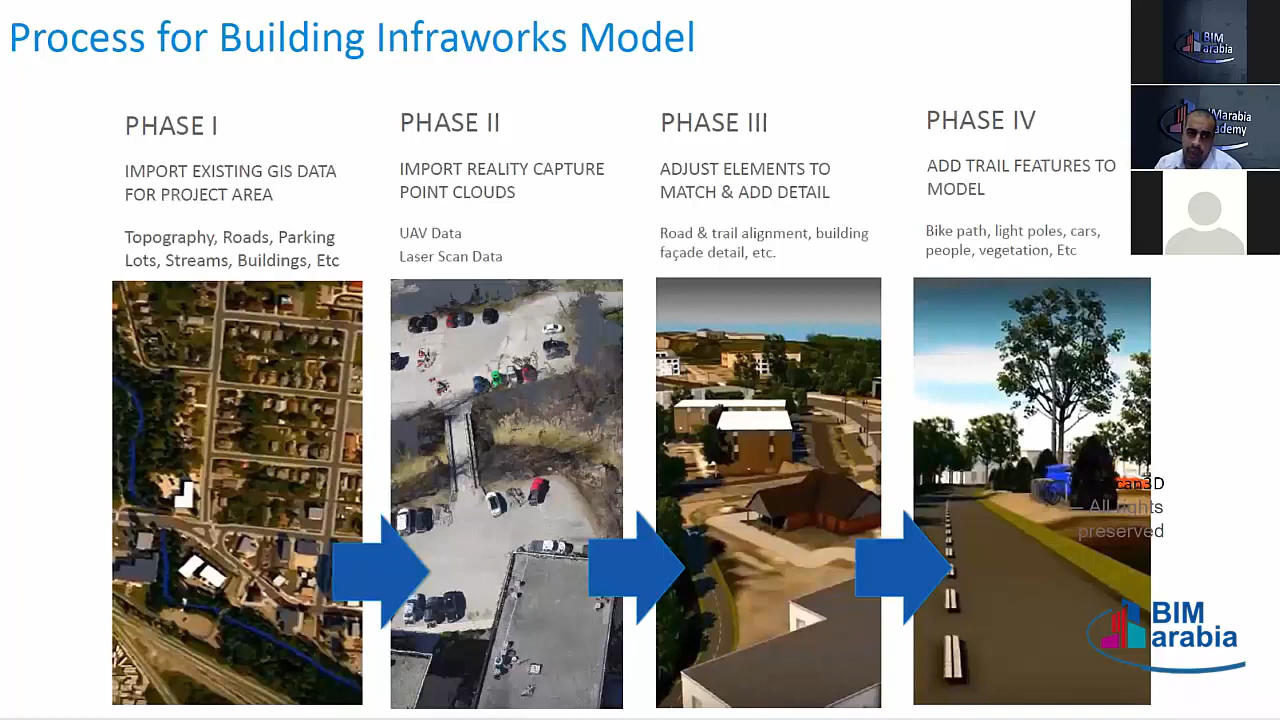 Process for Building Infraworks Model
PHASE I
IMPORT EXISTING GIS DATA
FOR PROJECT AREA
Topography, Roads, Parking
Lots, Streams, Buildings, Etc
PHASE II
IMPORT REALITY CAPTURE
POINT CLOUDS
UAV Data
Laser Scan Data
PHASE III
ADJUST ELEMENTS TO
MATCH & ADD DETAIL
Road & trail alignment, building
façade detail, etc.
PHASE IV
ADD TRAIL FEATURES TO
MODEL
Bike path, light poles, cars,
people, vegetation, Etc
BIM
arabia
— All rights
preserved
BIM
arabia